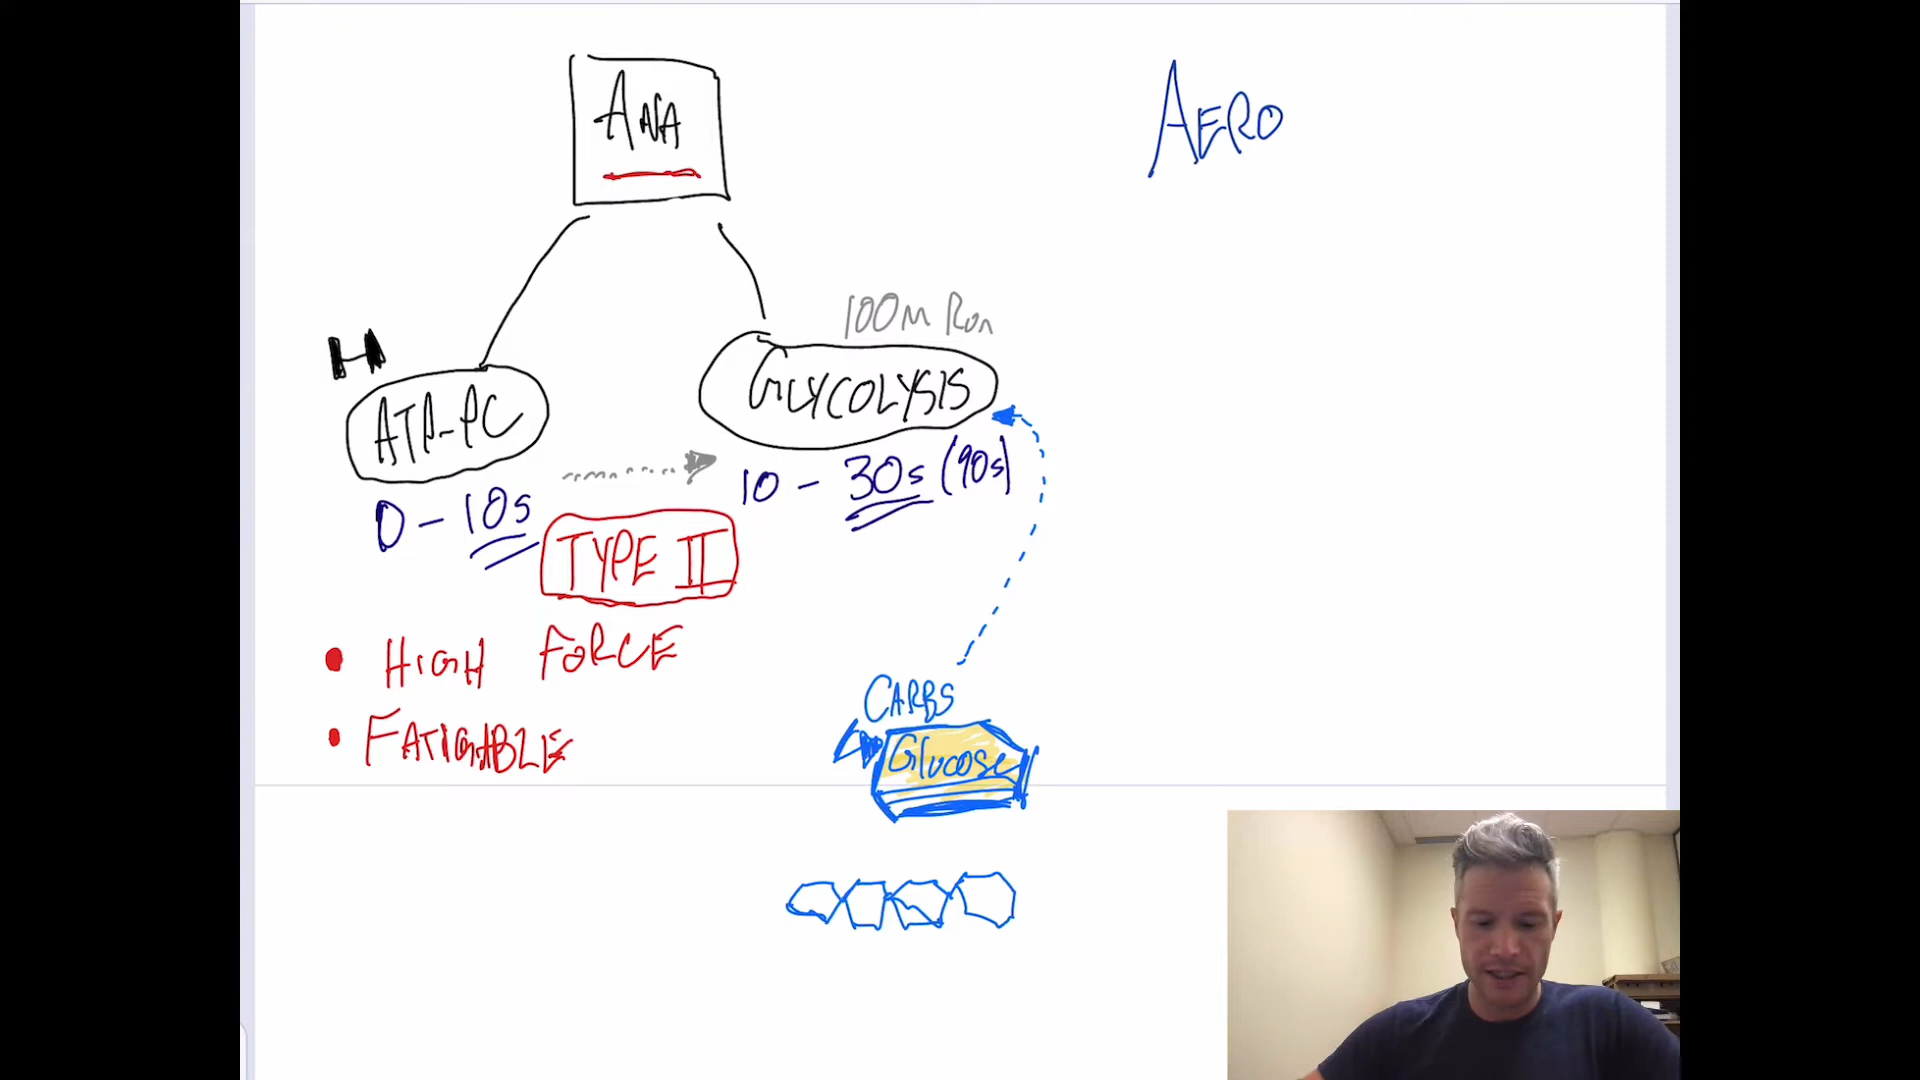 ANA
AERO
100m Run
ATP-PC
GLYCOLYSIS
0 - 10s
10 - 30s (90s)
TYPE II
• HIGH FORCE
• FATIGABLE
CARBS
Glucose